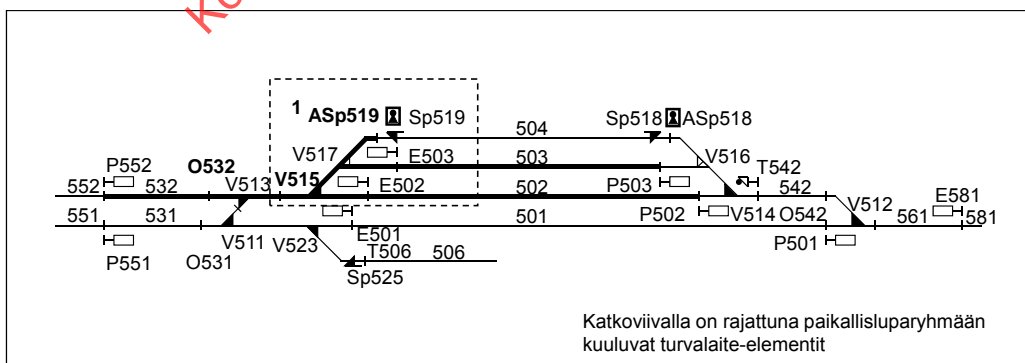 Ko
1 ASp519 Sp519 Sp518 ASp518
504
V517 E503 503 V516
P552 O532 T542
552 532 V513 V515 E502 502 P503 542 E581
551 531 501 P502 V514 O542 V512 561 581
V511 V523 E501 P501
P551 O531 T506 506
Sp525
Katkoviivalla on rajattuna paikallisluparyhmään
kuuluvat turvalaite-elementit